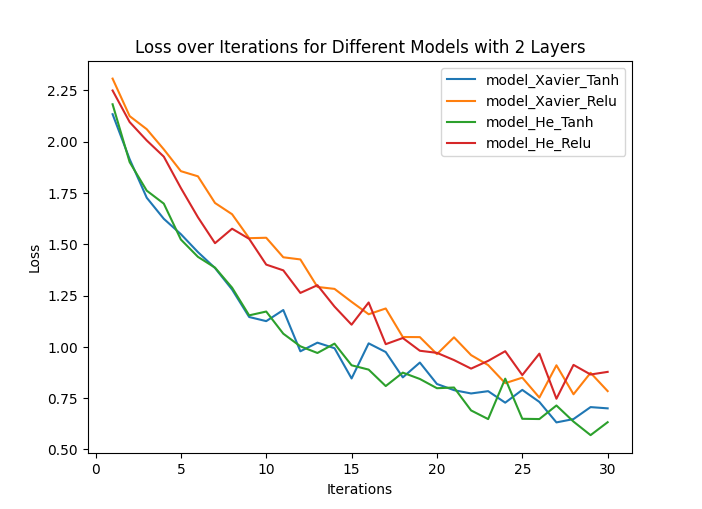 Loss over Iterations for Different Models with 2 Layers
model_Xavier_Tanh
model_Xavier_Relu
model_He_Tanh
model_He_Relu
Loss
2.25
2.00
1.75
1.50
1.25
1.00
0.75
0.50
0 5 10 15 20 25 30
Iterations